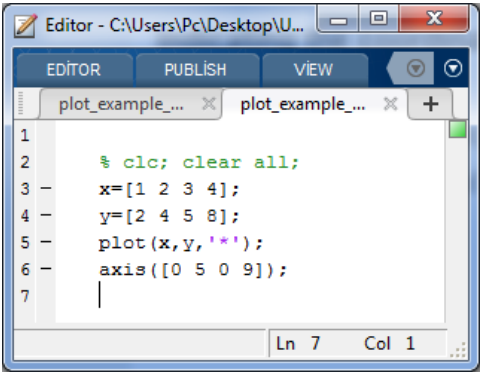 Editor - C:\Users\Pc\Desktop\U...
EDİTOR PUBLİSH VİEW
plot_example_... plot_example_... +
1
2 % clc; clear all;
3 - x=[1 2 3 4];
4 - y=[2 4 5 8];
5 - plot(x,y,'*');
6 - axis([0 5 0 9]);
7
Ln 7 Col 1